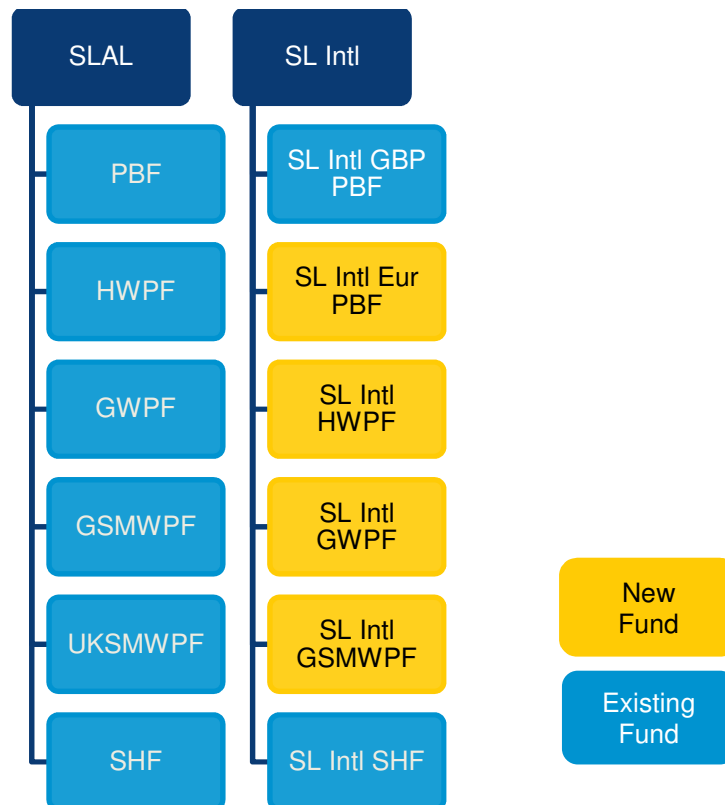 SLAL
SL Intl
PBF
SL Intl GBP
PBF
HWPF
SL Intl Eur
PBF
GWPF
SL Intl
HWPF
GSMWPF
SL Intl
GWPF
UKSMWPF
SL Intl
GSMWPF
SHF
SL Intl SHF
New
Fund
Existing
Fund